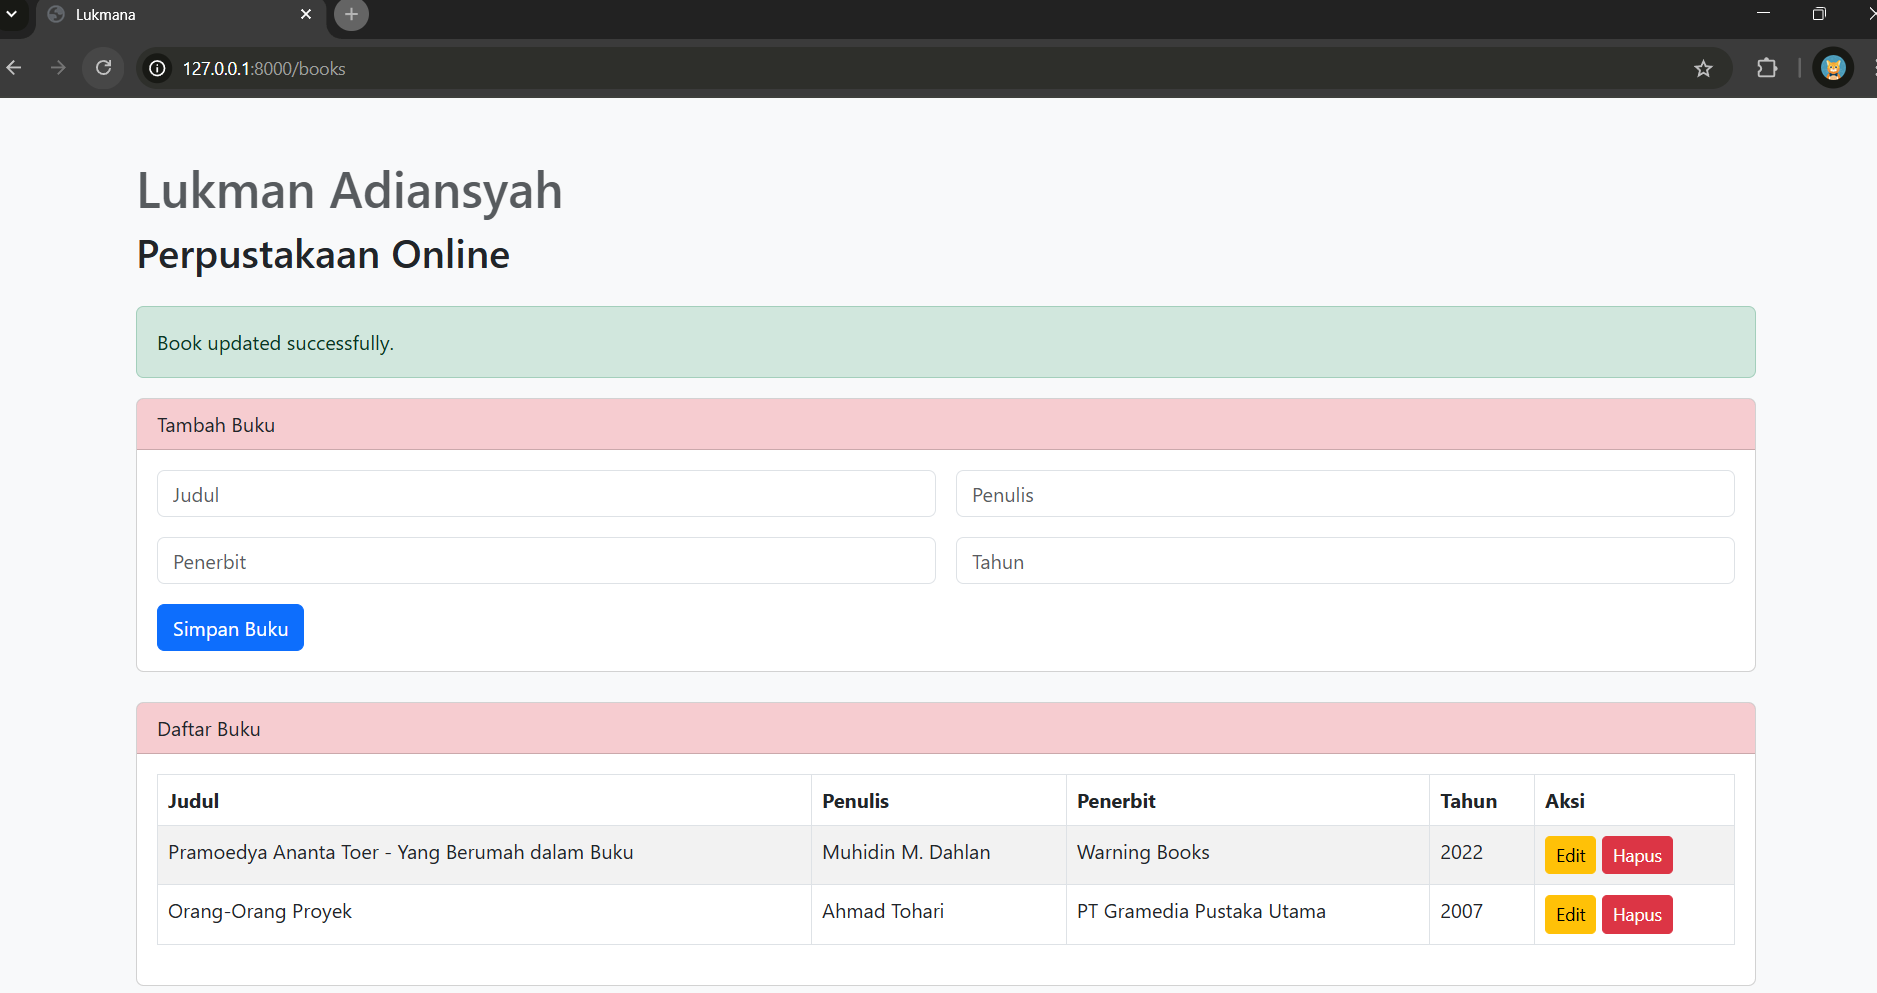 Lukmana
127.0.0.1:8000/books
Lukman Adiansyah
Perpustakaan Online
Book updated successfully.
Tambah Buku
Judul Penulis
Penerbit Tahun
Simpan Buku
Daftar Buku
Judul Penulis Penerbit Tahun Aksi
Pramoedya Ananta Toer - Yang Berumah dalam Buku Muhidin M. Dahlan Warning Books 2022 Edit Hapus
Orang-Orang Proyek Ahmad Tohari PT Gramedia Pustaka Utama 2007 Edit Hapus